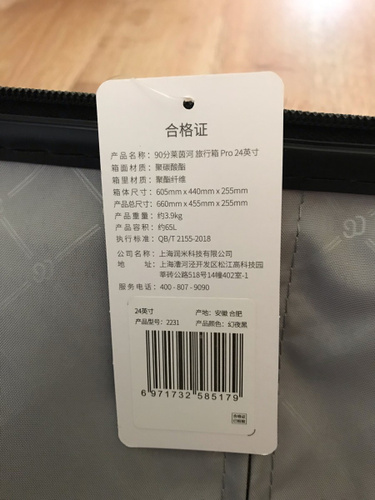 合格证
产品名称：90分莱茵河 旅行箱 Pro 24英寸
箱面材质：聚碳酸酯
箱里材质：聚酯纤维
箱体尺寸：605mm x 440mm x 255mm
产品总尺寸：660mm x 455mm x 255mm
产品重量：约3.9kg
产品容积：约65L
执行标准：QB/T 2155-2018
公司名称：上海润米科技有限公司
地 址：上海漕河泾开发区松江高科技园
莘砖公路518号14幢402室-1
服务电话：400 - 807 - 9090
24英寸 产地：安徽 合肥
产品型号：2231 产品颜色：幻夜黑
6 971732 585179
合格证
已检验